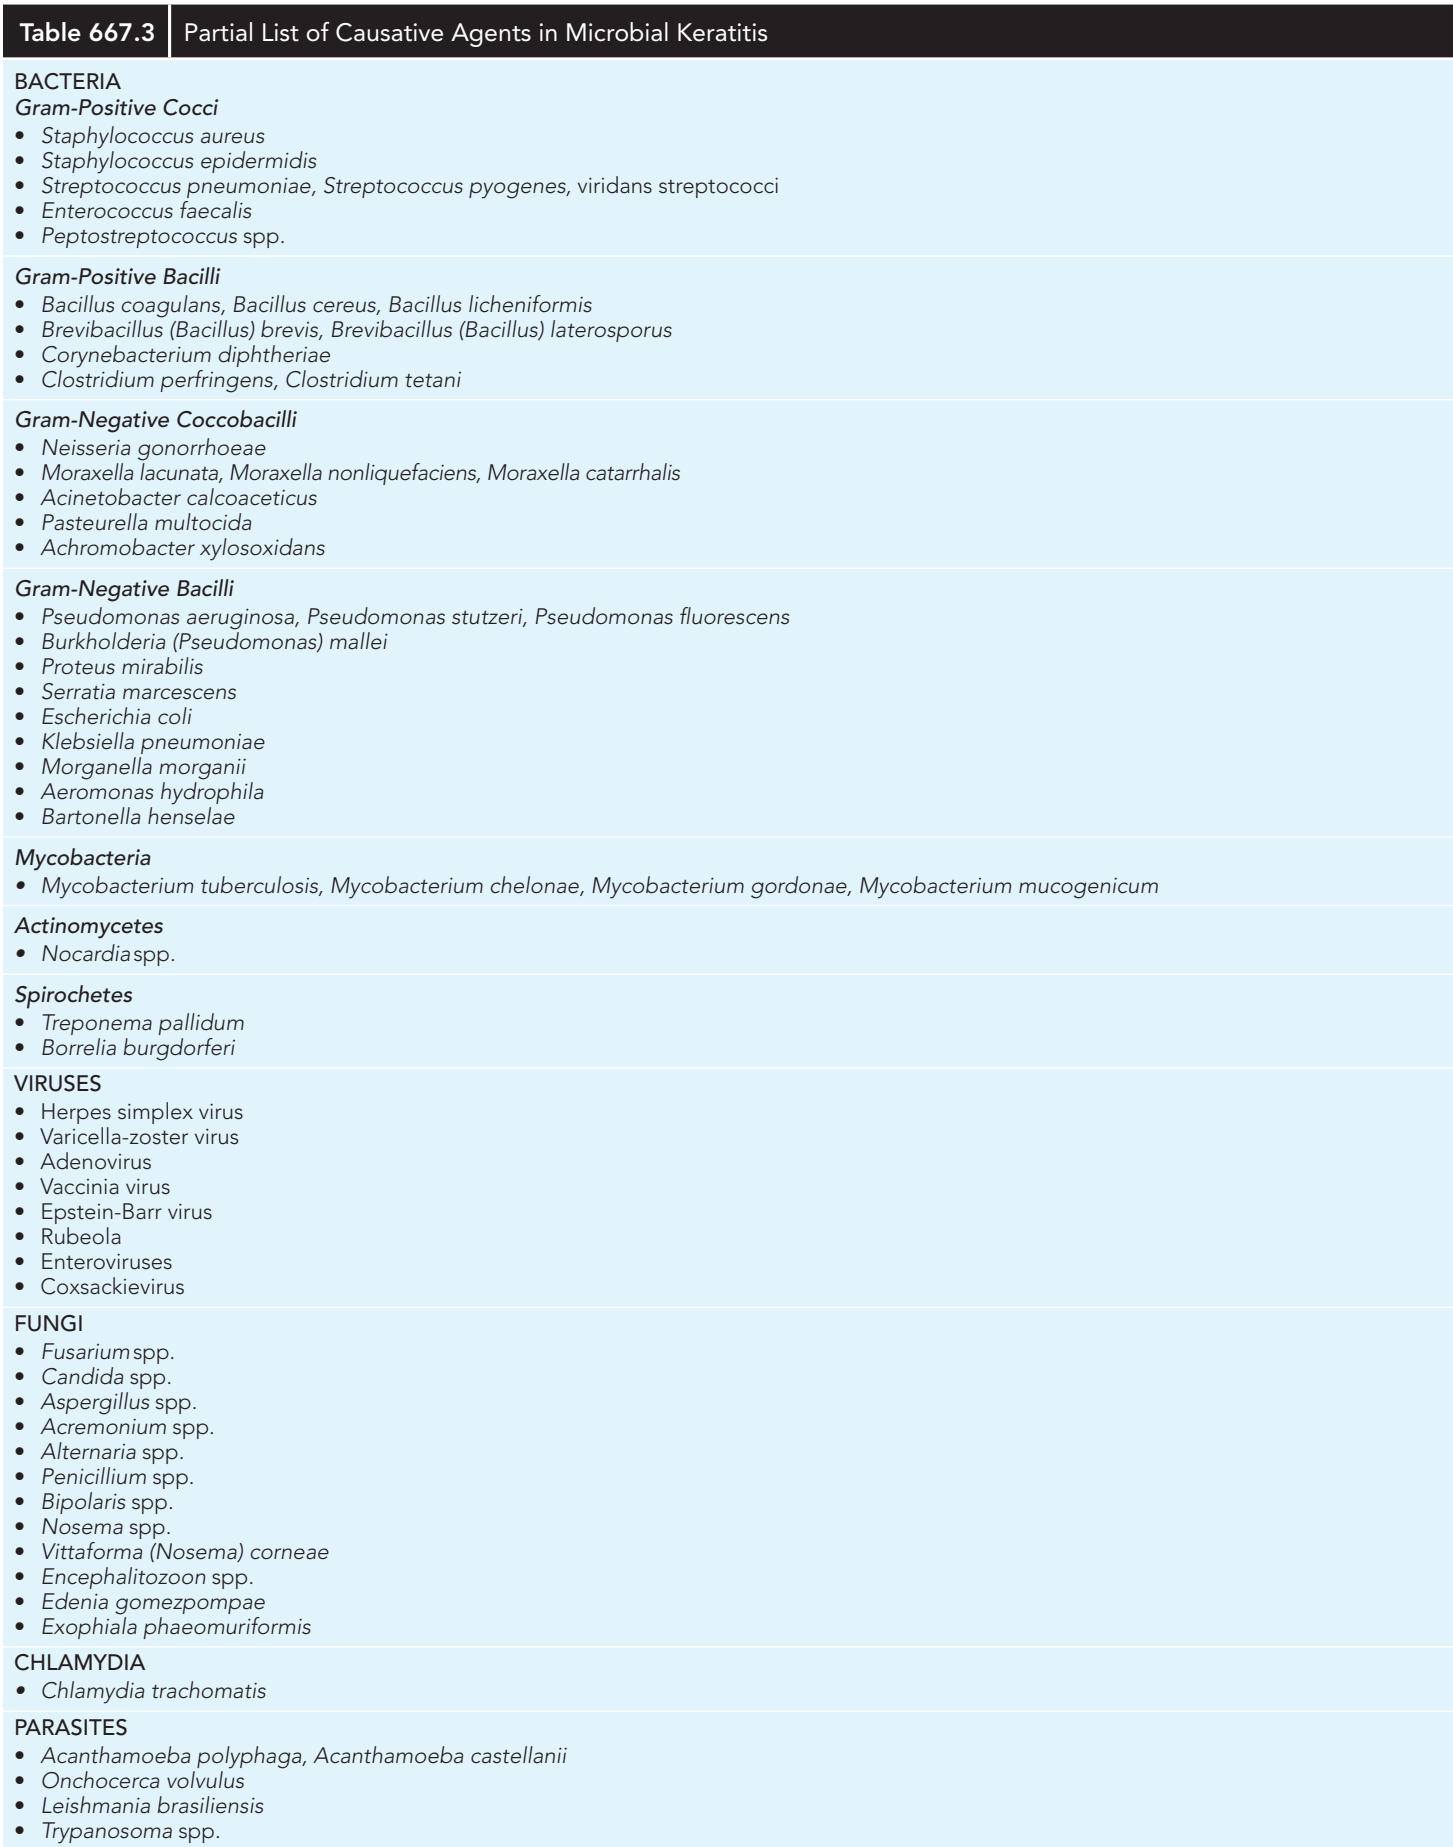 Table 667.3 Partial List of Causative Agents in Microbial Keratitis
BACTERIA
Gram-Positive Cocci
• Staphylococcus aureus
• Staphylococcus epidermidis
• Streptococcus pneumoniae, Streptococcus pyogenes, viridans streptococci
• Enterococcus faecalis
• Peptostreptococcus spp.
Gram-Positive Bacilli
• Bacillus coagulans, Bacillus cereus, Bacillus licheniformis
• Brevibacillus (Bacillus) brevis, Brevibacillus (Bacillus) laterosporus
• Corynebacterium diphtheriae
• Clostridium perfringens, Clostridium tetani
Gram-Negative Coccobacilli
• Neisseria gonorrhoeae
• Moraxella lacunata, Moraxella nonliquefaciens, Moraxella catarrhalis
• Acinetobacter calcoaceticus
• Pasteurella multocida
• Achromobacter xylosoxidans
Gram-Negative Bacilli
• Pseudomonas aeruginosa, Pseudomonas stutzeri, Pseudomonas fluorescens
• Burkholderia (Pseudomonas) mallei
• Proteus mirabilis
• Serratia marcescens
• Escherichia coli
• Klebsiella pneumoniae
• Morganella morganii
• Aeromonas hydrophila
• Bartonella henselae
Mycobacteria
• Mycobacterium tuberculosis, Mycobacterium chelonae, Mycobacterium gordonae, Mycobacterium mucogenicum
Actinomycetes
• Nocardia spp.
Spirochetes
• Treponema pallidum
• Borrelia burgdorferi
VIRUSES
• Herpes simplex virus
• Varicella-zoster virus
• Adenovirus
• Vaccinia virus
• Epstein-Barr virus
• Rubeola
• Enteroviruses
• Coxsackievirus
FUNGI
• Fusarium spp.
• Candida spp.
• Aspergillus spp.
• Acremonium spp.
• Alternaria spp.
• Penicillium spp.
• Bipolaris spp.
• Nosema spp.
• Vittaforma (Nosema) corneae
• Encephalitozoon spp.
• Edenia gomezpompae
• Exophiala phaeomuriformis
CHLAMYDIA
• Chlamydia trachomatis
PARASITES
• Acanthamoeba polyphaga, Acanthamoeba castellanii
• Onchocerca volvulus
• Leishmania brasiliensis
• Trypanosoma spp.